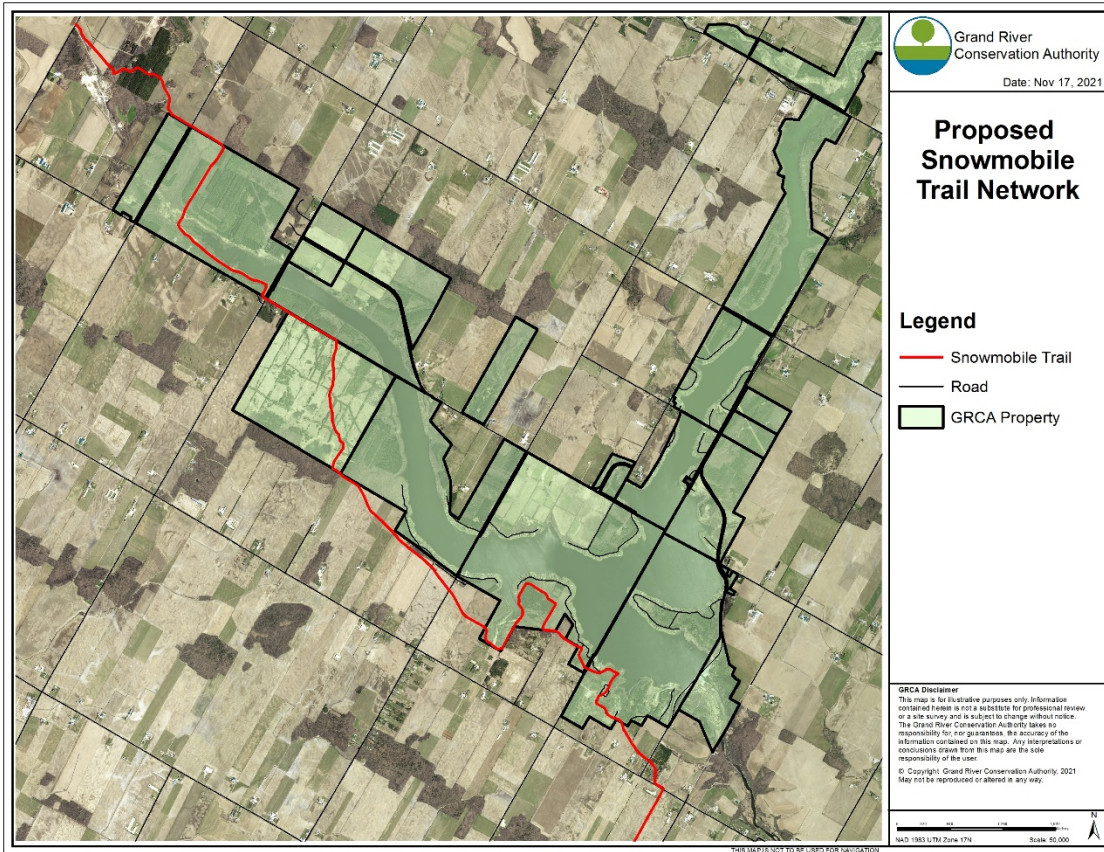 Grand River
Conservation Authority
Date: Nov 17, 2021
Proposed
Snowmobile
Trail Network
Legend
Snowmobile Trail
Road
GRCA Property
GRCA Disclaimer
This map is for illustrative purposes only. Information
contained herein is not a substitute for professional review
or a site survey and is subject to change without notice.
The Grand River Conservation Authority takes no
responsibility for, nor guarantees, the accuracy of the
information contained on this map. Any interpretations or
conclusions drawn from this map are the sole
responsibility of the user.
© Copyright Grand River Conservation Authority, 2021
May not be reproduced or altered in any way.
NAD 1983 UTM Zone 17N Scale: 50,000
N
THIS MAP IS NOT TO BE USED FOR NAVIGATION